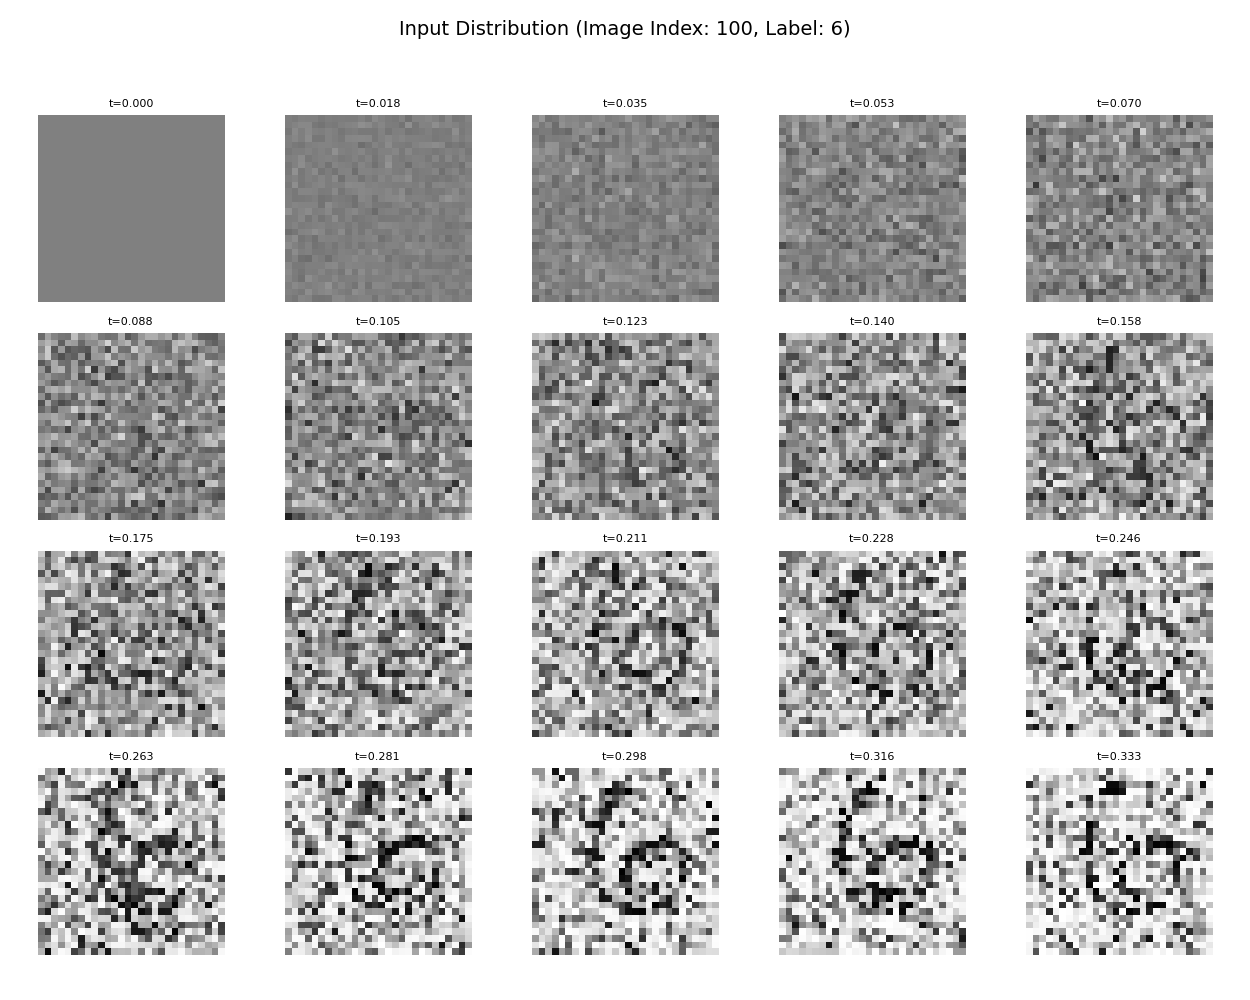 Input Distribution (Image Index: 100, Label: 6)
t=0.000 t=0.018 t=0.035 t=0.053 t=0.070
t=0.088 t=0.105 t=0.123 t=0.140 t=0.158
t=0.175 t=0.193 t=0.211 t=0.228 t=0.246
t=0.263 t=0.281 t=0.298 t=0.316 t=0.333